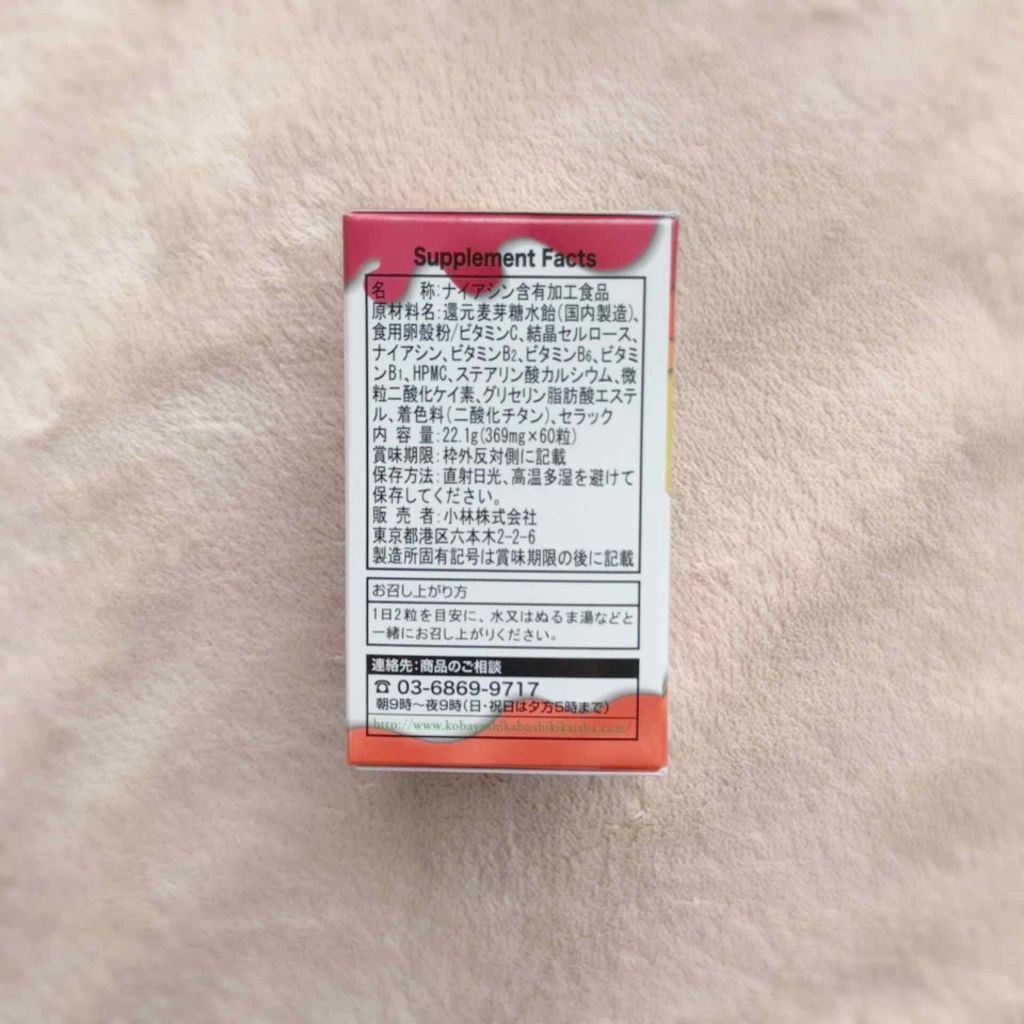 Supplement Facts
名　　称:ナイアシン含有加工食品
原材料名:還元麦芽糖水飴(国内製造)、
食用卵殻粉/ビタミンC、結晶セルロース、
ナイアシン、ビタミンB2、ビタミンB6、ビタミ
ンB1、HPMC、ステアリン酸カルシウム、微
粒二酸化ケイ素、グリセリン脂肪酸エステ
ル、着色料(二酸化チタン)、セラック
内 容 量:22.1g(369mg×60粒)
賞味期限:枠外反対側に記載
保存方法:直射日光、高温多湿を避けて
保存してください。
販 売 者:小林株式会社
東京都港区六本木2-2-6
製造所固有記号は賞味期限の後に記載
お召し上がり方
1日2粒を目安に、水又はぬるま湯などと
一緒にお召し上がりください。
連絡先:商品のご相談
☎ 03-6869-9717
朝9時〜夜9時(日・祝日は夕方5時まで)
http://www.kobayashikabushikikaisha.com/